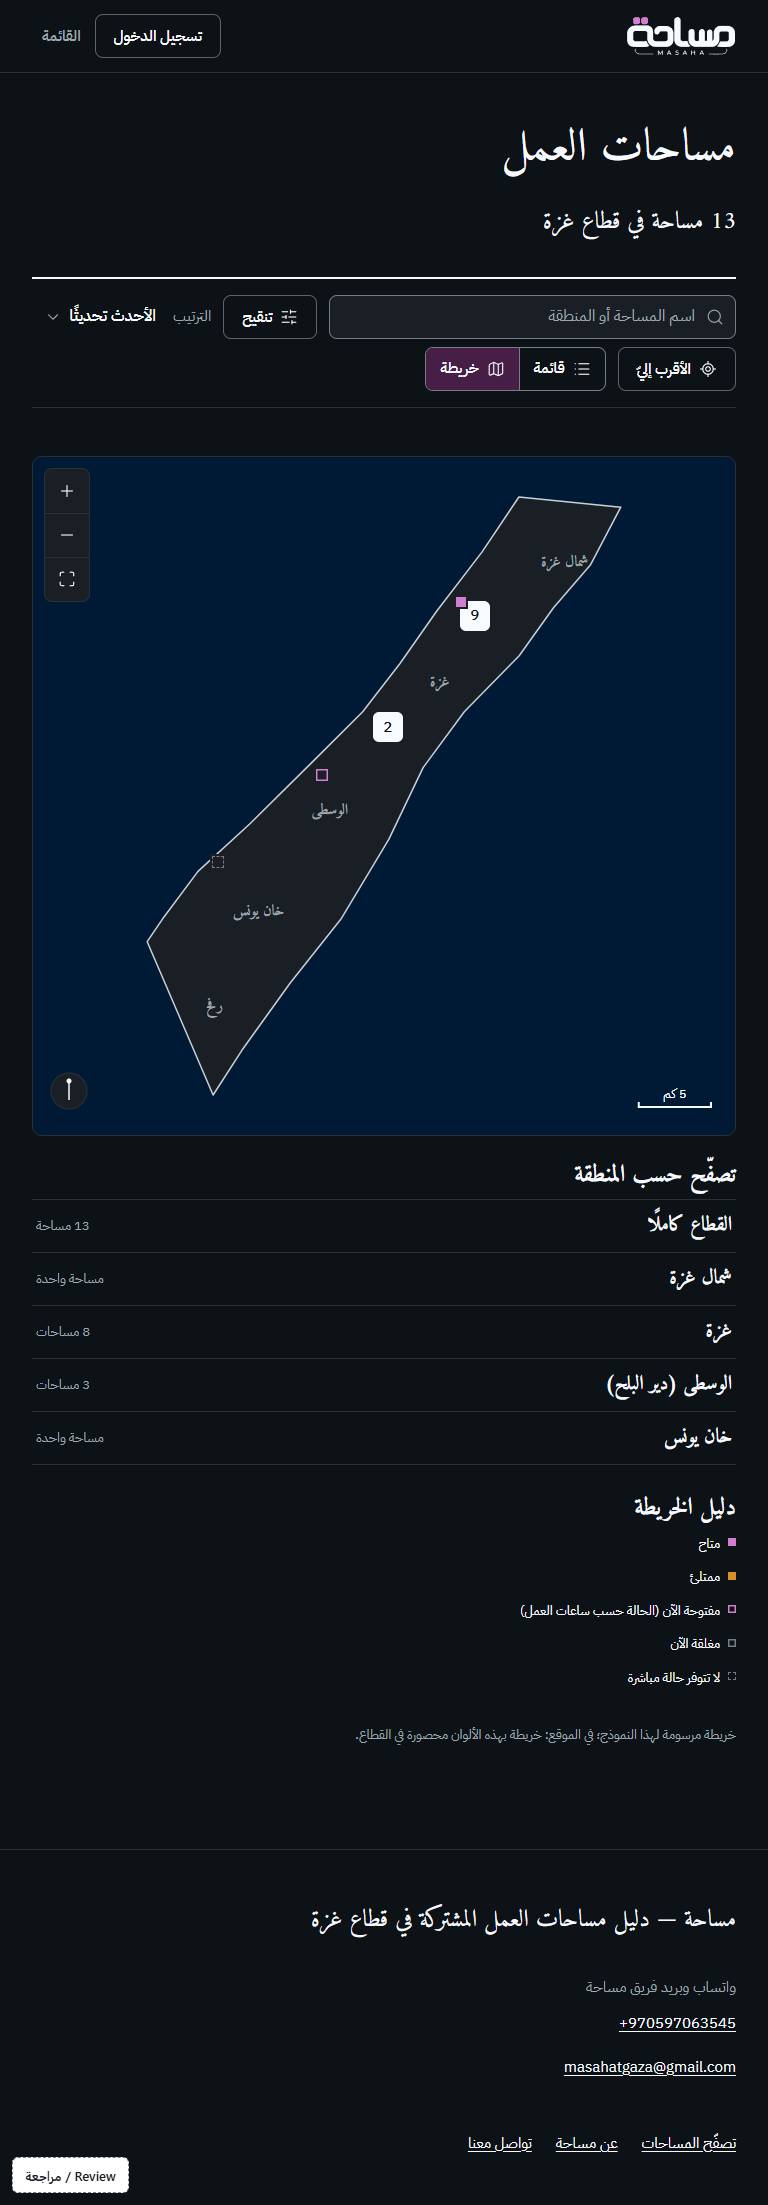 مساحة
MASAHA
تسجيل الدخول
القائمة
مساحات العمل
13 مساحة في قطاع غزة
اسم المساحة أو المنطقة
تنقيح
الترتيب
الأحدث تحديثًا
الأقرب إليّ
قائمة
خريطة
شمال غزة
9
غزة
2
الوسطى
خان يونس
رفح
5 كم
تصفّح حسب المنطقة
القطاع كاملًا
13 مساحة
شمال غزة
مساحة واحدة
غزة
8 مساحات
الوسطى (دير البلح)
3 مساحات
خان يونس
مساحة واحدة
دليل الخريطة
متاح
ممتلئ
مفتوحة الآن (الحالة حسب ساعات العمل)
مغلقة الآن
لا تتوفر حالة مباشرة
خريطة مرسومة لهذا النموذج؛ في الموقع: خريطة بهذه الألوان محصورة في القطاع.
مساحة — دليل مساحات العمل المشتركة في قطاع غزة
واتساب وبريد فريق مساحة
+970597063545
masahatgaza@gmail.com
تصفّح المساحات
عن مساحة
تواصل معنا
Review / مراجعة